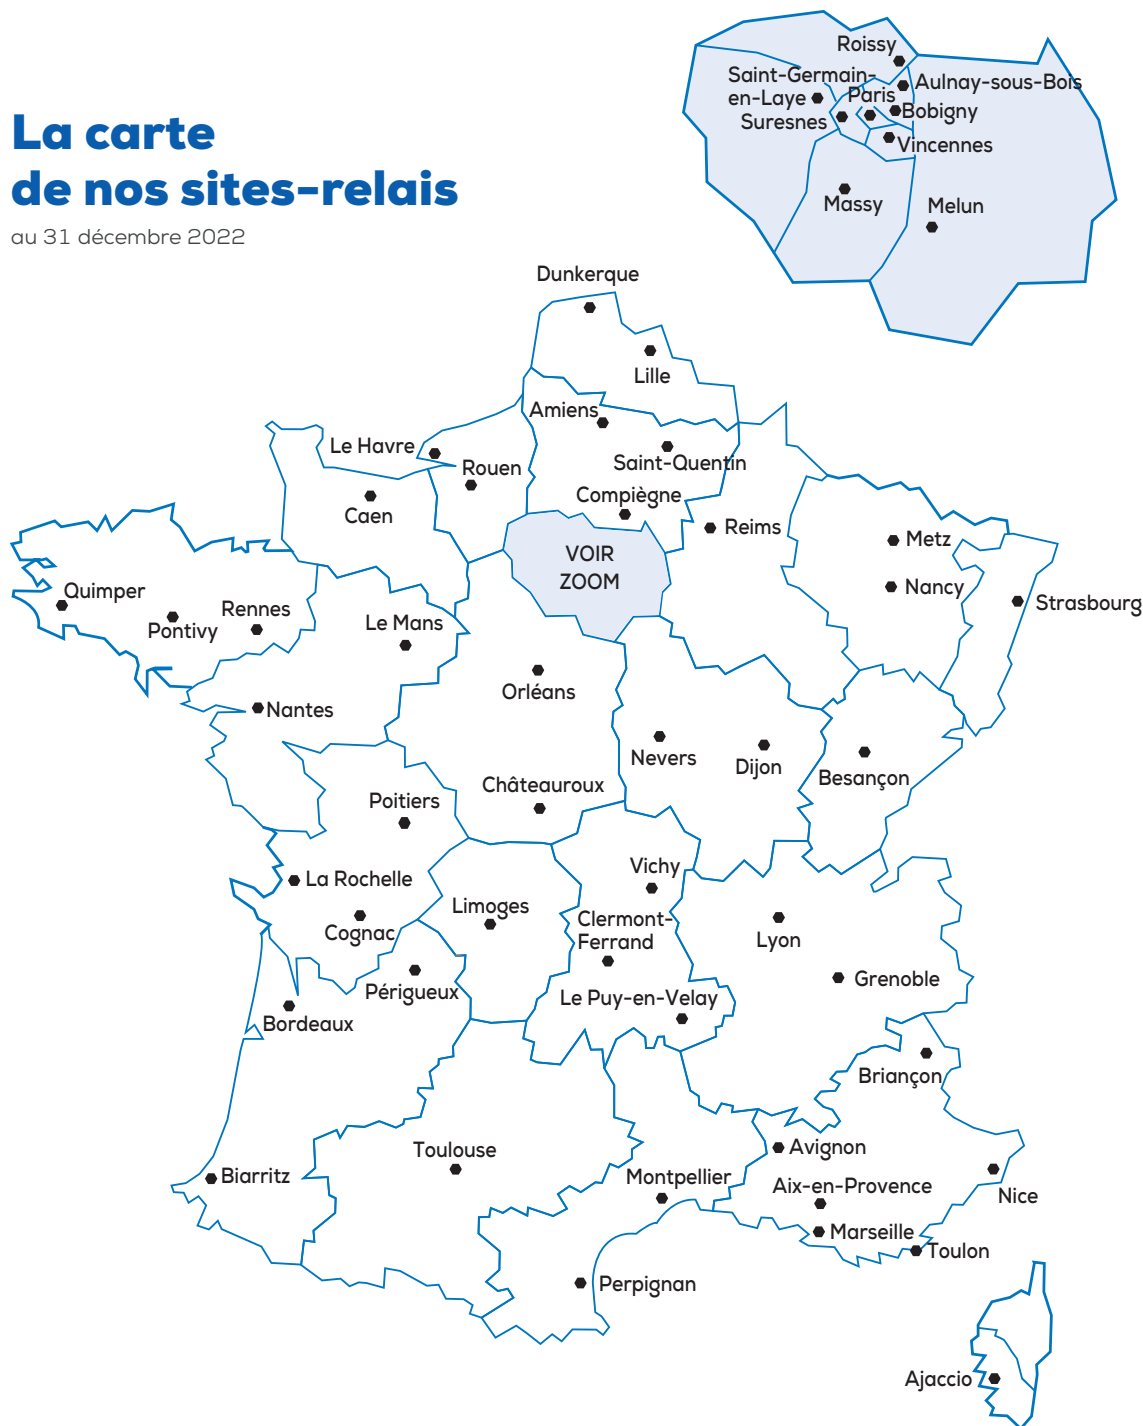 La carte
de nos sites-relais
au 31 décembre 2022
Roissy
Saint-Germain-
en-Laye
Aulnay-sous-Bois
Paris
Bobigny
Suresnes
Vincennes
Massy
Melun
Dunkerque
Lille
Amiens
Le Havre
Saint-Quentin
Rouen
Compiègne
Caen
Reims
Metz
VOIR
ZOOM
Nancy
Quimper
Strasbourg
Pontivy
Rennes
Le Mans
Orléans
Nantes
Nevers
Dijon
Besançon
Châteauroux
Poitiers
Vichy
La Rochelle
Limoges
Cognac
Clermont-
Ferrand
Lyon
Grenoble
Périgueux
Le Puy-en-Velay
Bordeaux
Briançon
Toulouse
Avignon
Biarritz
Montpellier
Aix-en-Provence
Nice
Marseille
Toulon
Perpignan
Ajaccio